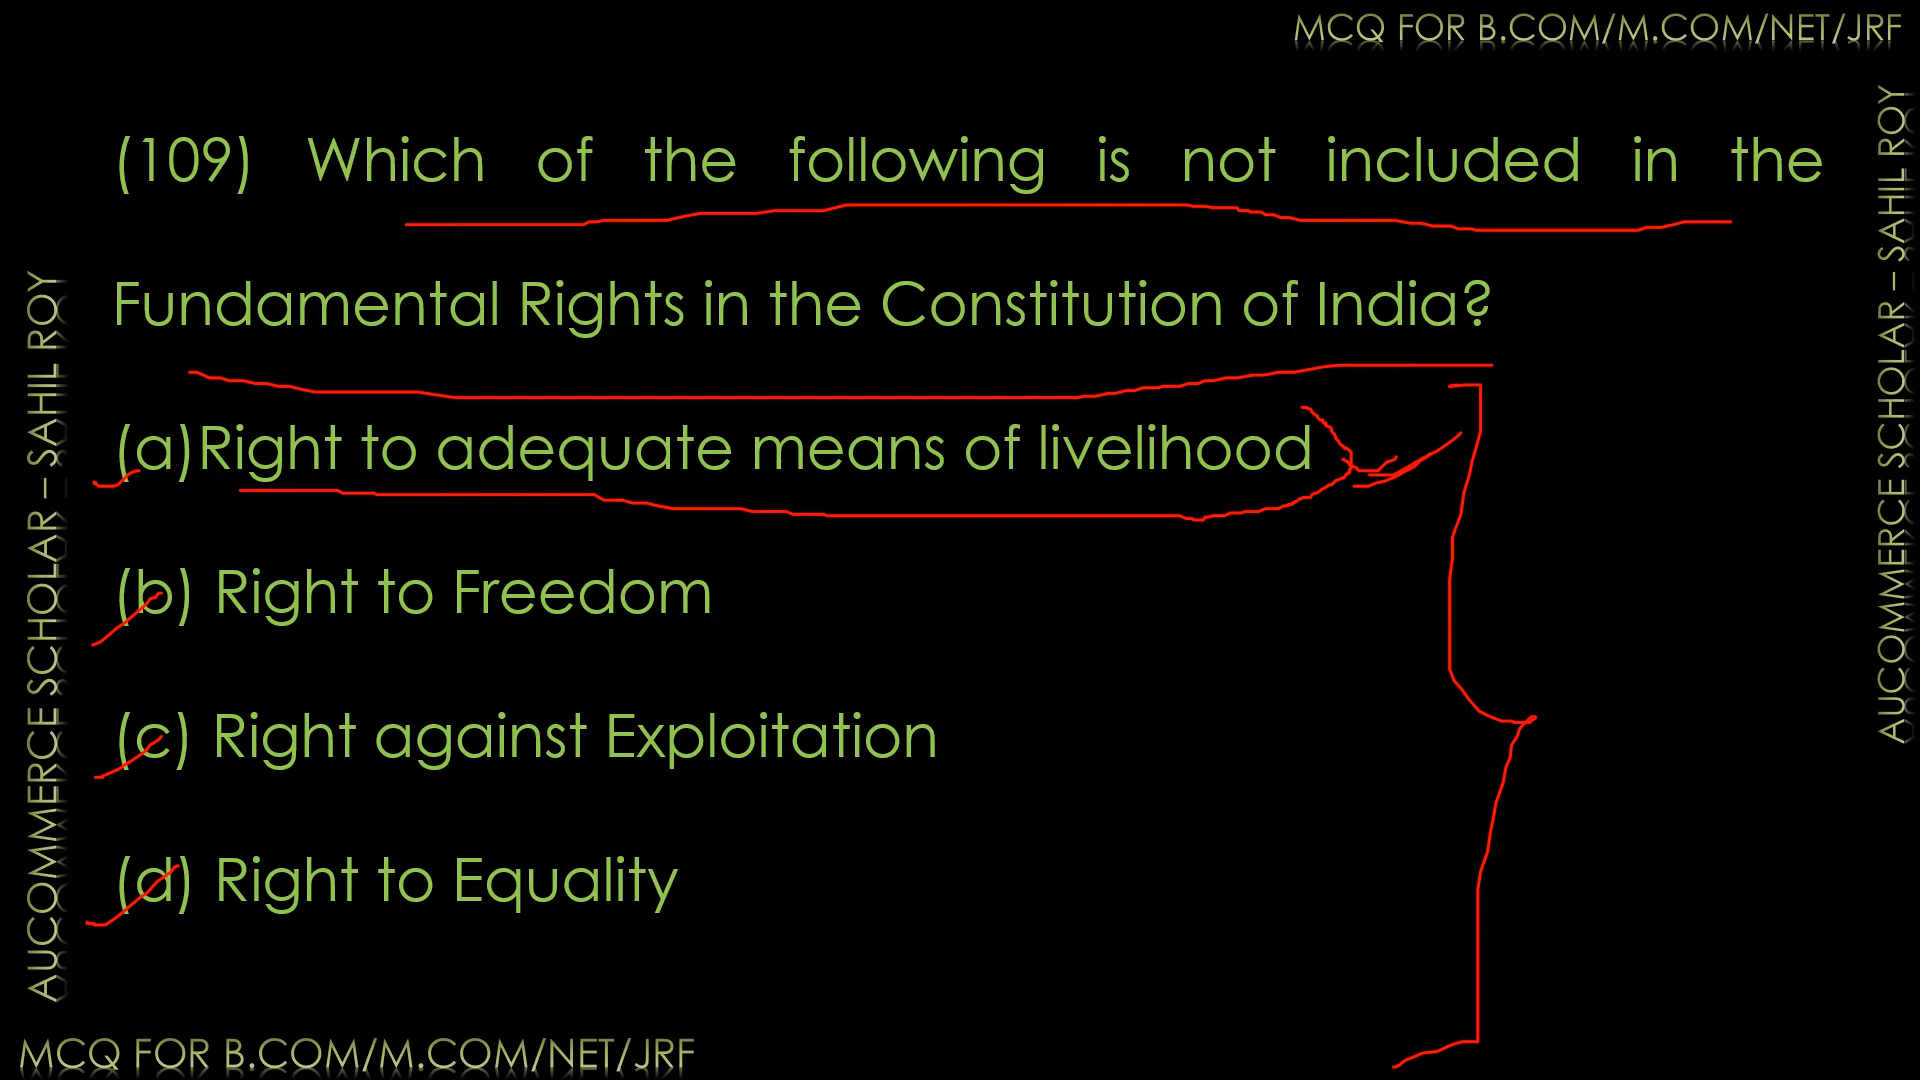 MCQ FOR B.COM/M.COM/NET/JRF
(109) Which of the following is not included in the
Fundamental Rights in the Constitution of India?
(a)Right to adequate means of livelihood
(b) Right to Freedom
(c) Right against Exploitation
(d) Right to Equality
AUCOMMERCE SCHOLAR – SAHIL ROY
AUCOMMERCE SCHOLAR – SAHIL ROY
MCQ FOR B.COM/M.COM/NET/JRF